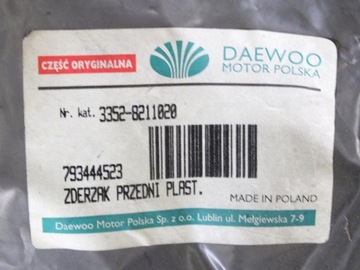 CZĘŚĆ ORYGINALNA
DAEWOO
MOTOR POLSKA
Nr. kat. 3352-8211020
793444523
ZDERZAK PRZEDNI PLAST.
MADE IN POLAND
Daewoo Motor Polska Sp. z o.o. Lublin ul. Mełgiewska 7-9